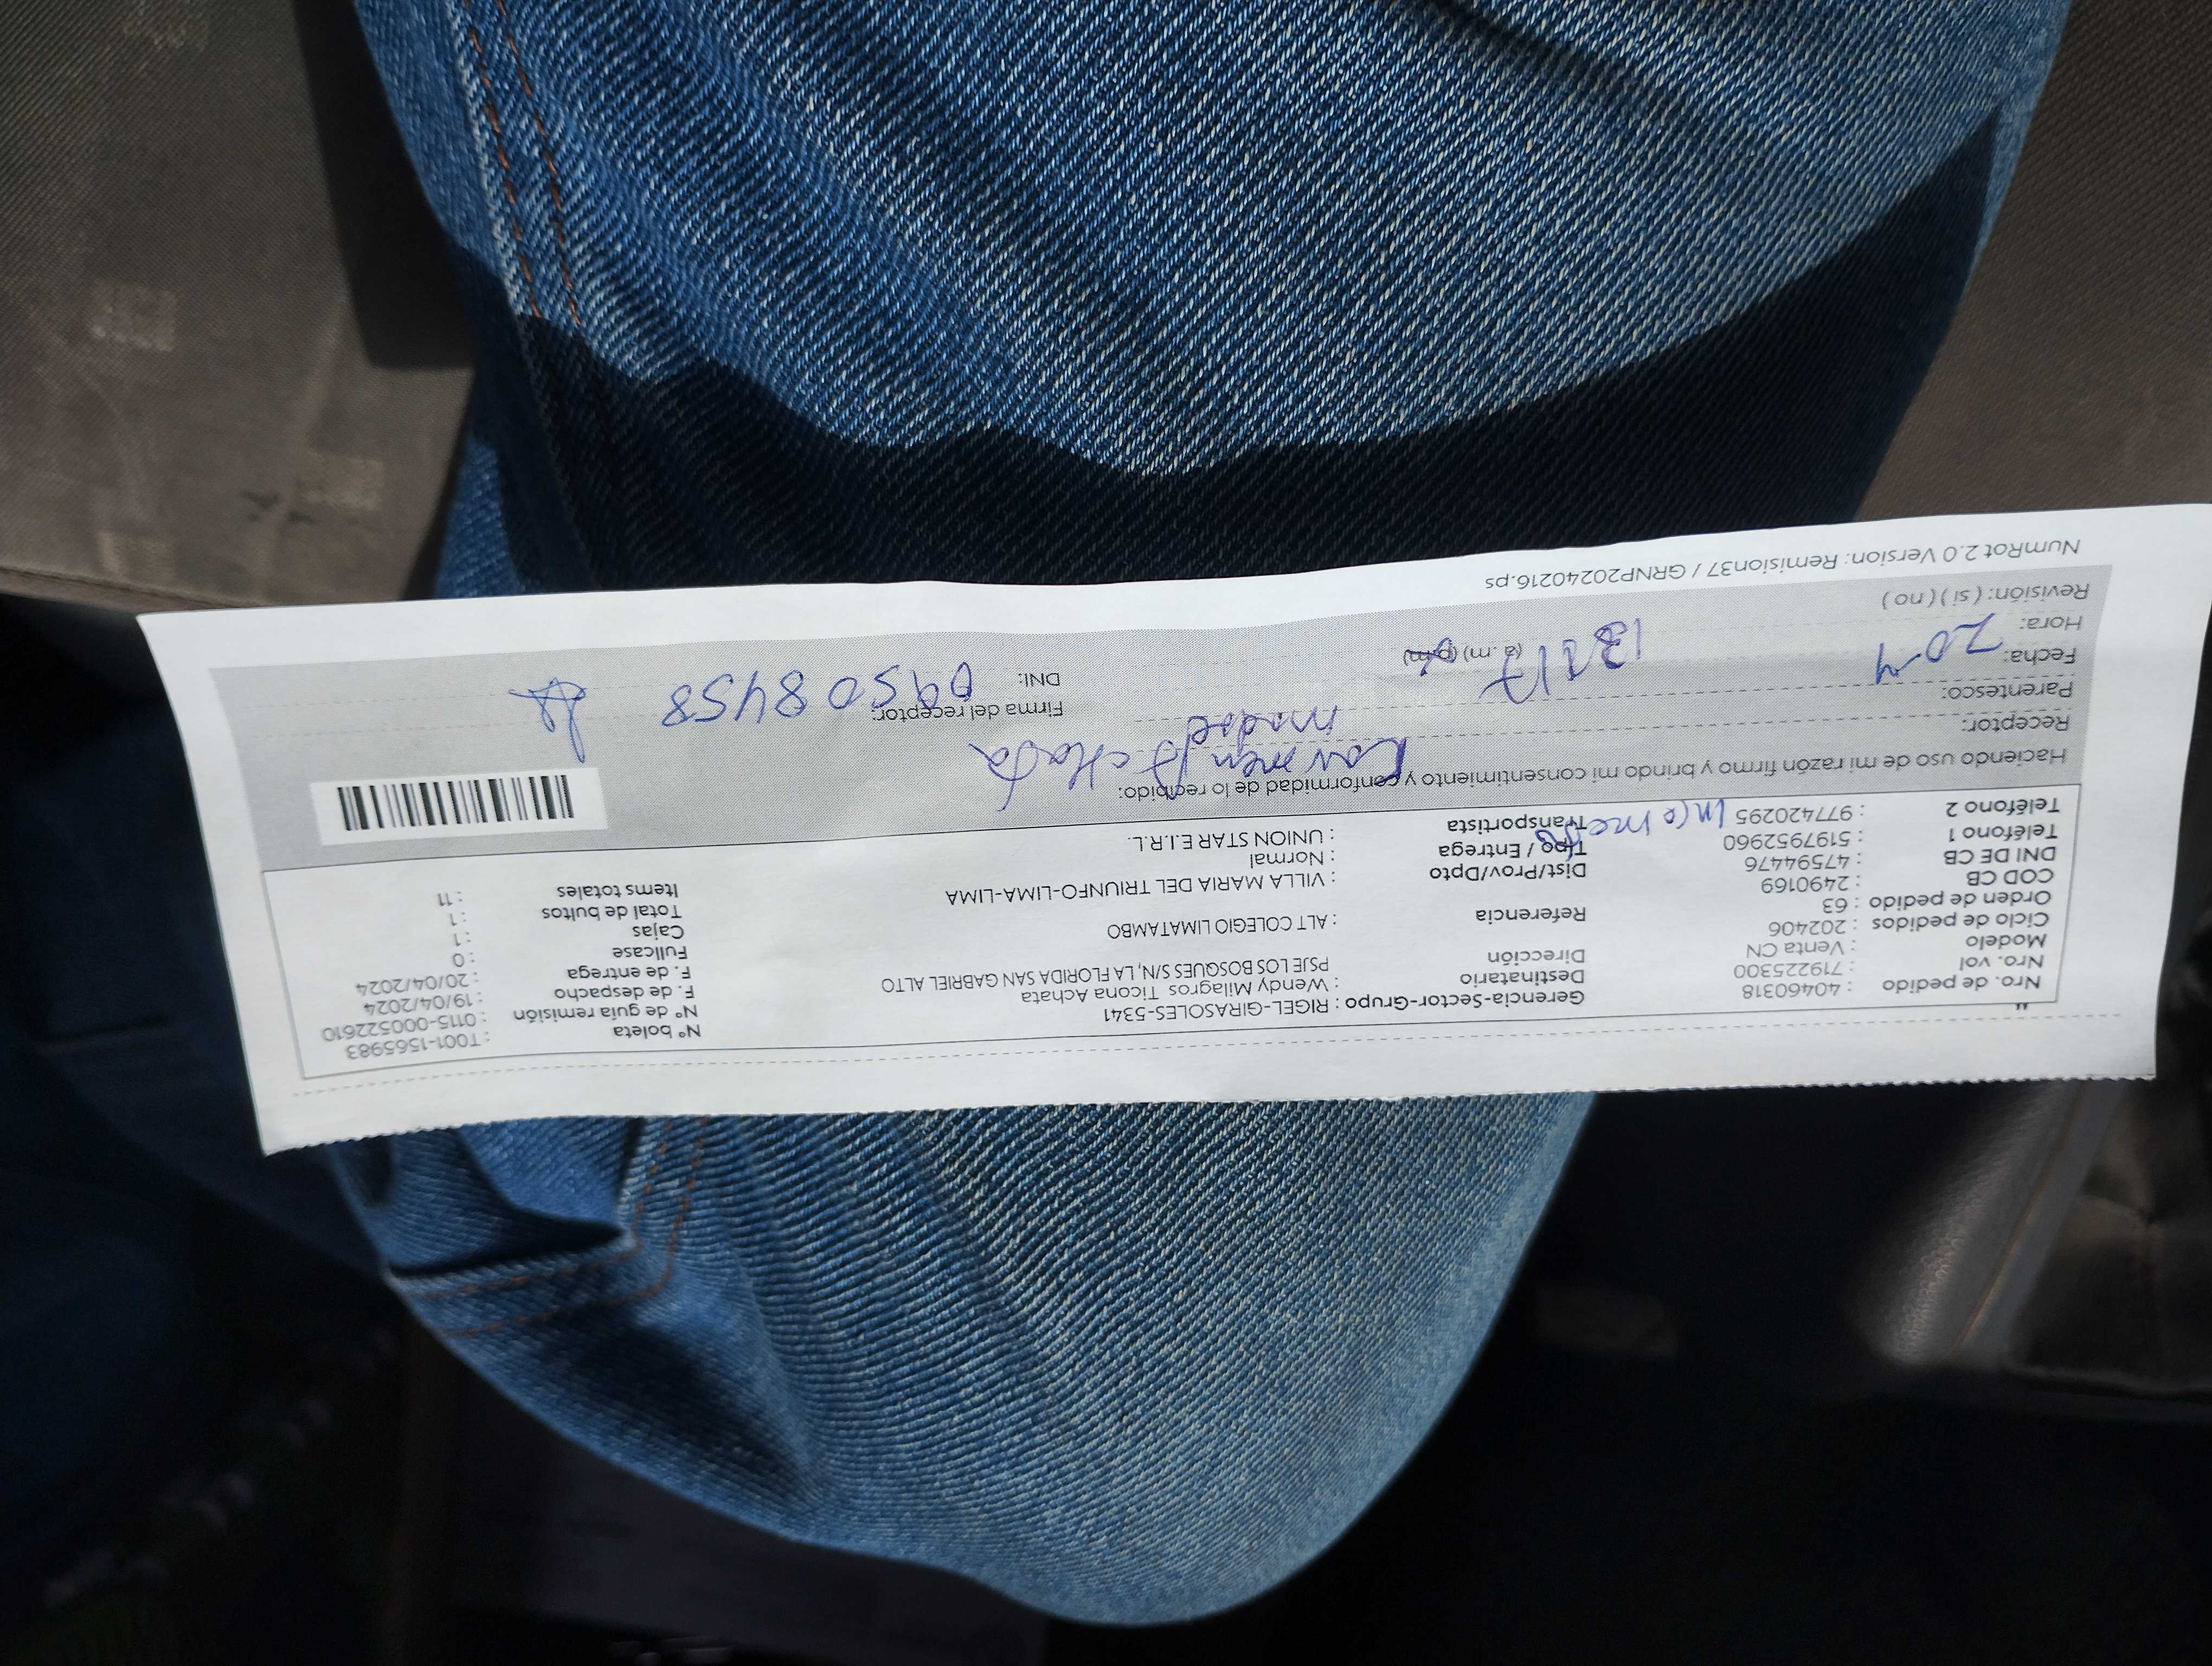 Nro. de pedido : 40460318
Nro. vol. : 719225300
Modelo : Venta CN
Ciclo de pedidos : 202406
Orden de pedido : 63
COD CB : 2490169
DNI DE CB : 47594476
Teléfono 1 : 5197952960
Teléfono 2 : 977420295
Gerencia-Sector-Grupo : RIGEL-GIRASOLES-5341
Destinatario : Wendy Milagros Ticona Achata
Dirección PSJE LOS BOSQUES S/N, LA FLORIDA SAN GABRIEL ALTO
Referencia : ALT COLEGIO LIMATAMBO
Dist/Prov/Dpto : VILLA MARIA DEL TRIUNFO-LIMA-LIMA
Tipo / Entrega : Normal
Transportista : UNION STAR E.I.R.L.
N° boleta : T001-1565983
N° de guia remisión : 0115-000522610
F. de despacho : 19/04/2024
F. de entrega : 20/04/2024
Fullcase : 0
Cajas : 1
Total de bultos : 1
Items totales : 11
Haciendo uso de mi razón firmo y brindo mi consentimiento y conformidad de lo recibido:
Receptor: Carmen Achata
Parentesco: madre
Fecha: 20 4
Hora: 13:17 (a.m) (p.m)
Revisión: ( si ) ( no )
Firma del receptor:
DNI: 09508458
NumRot 2.0 Version: Remision37 / GRNP20240216.ps